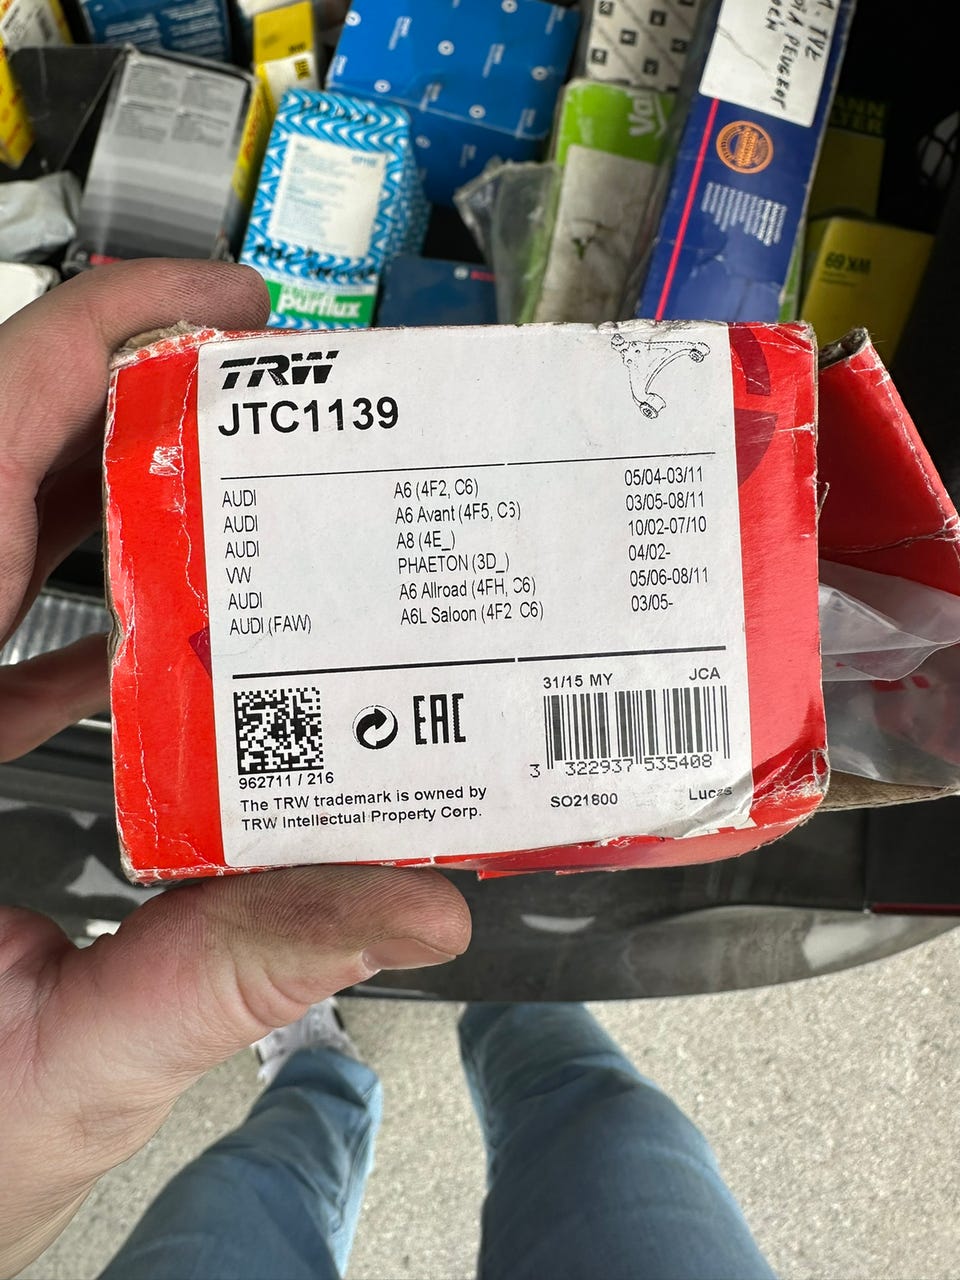 Purflux
TRW
JTC1139
AUDI A6 (4F2, C6) 05/04-03/11
AUDI A6 Avant (4F5, C6) 03/05-08/11
AUDI A8 (4E_) 10/02-07/10
VW PHAETON (3D_) 04/02-
AUDI A6 Allroad (4FH, C6) 05/06-08/11
AUDI (FAW) A6L Saloon (4F2 C6) 03/05-
31/15 MY JCA
EAC
962711 / 216
3 322937 535408
The TRW trademark is owned by
TRW Intellectual Property Corp.
SO21600 Lucas